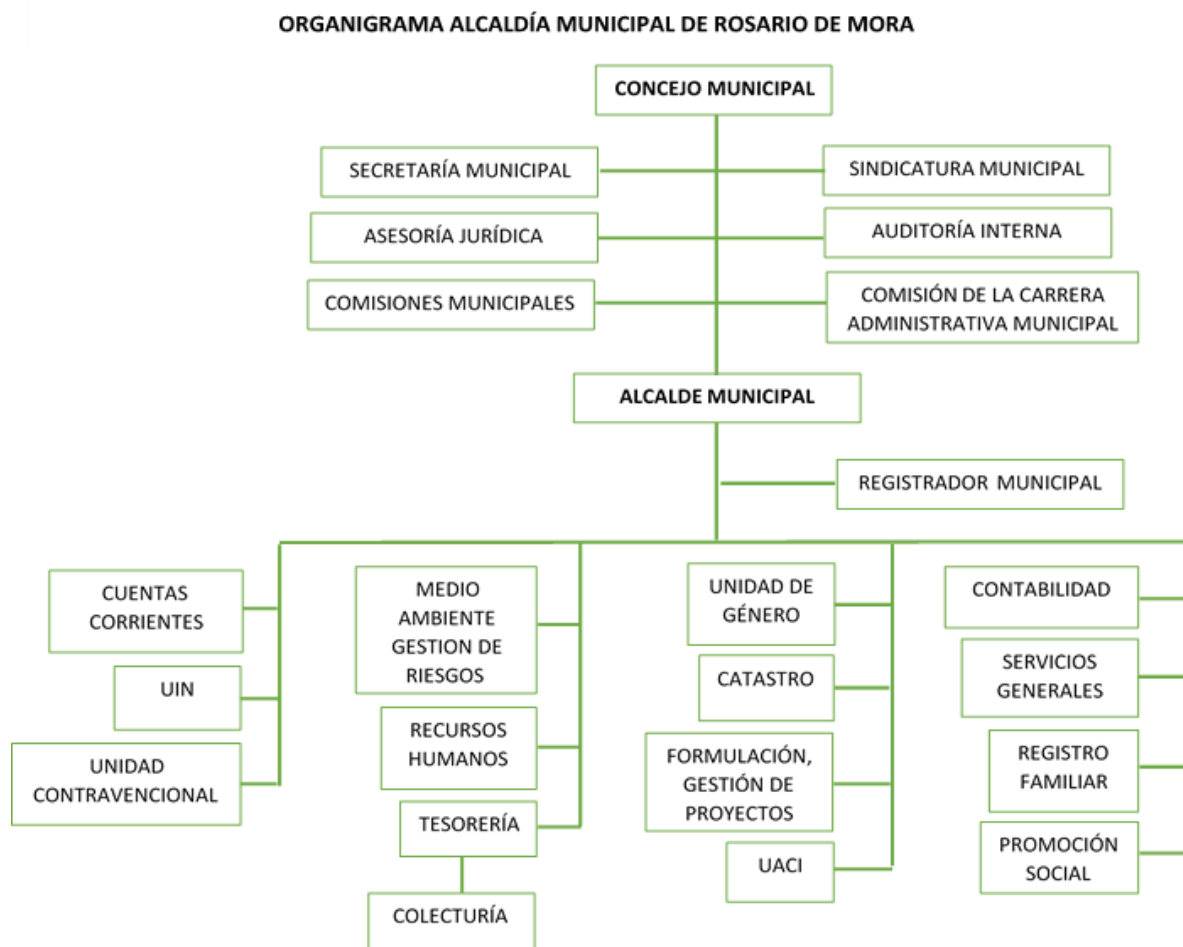 ORGANIGRAMA ALCALDÍA MUNICIPAL DE ROSARIO DE MORA
CONCEJO MUNICIPAL
SECRETARÍA MUNICIPAL
SINDICATURA MUNICIPAL
ASESORÍA JURÍDICA
AUDITORÍA INTERNA
COMISIONES MUNICIPALES
COMISIÓN DE LA CARRERA
ADMINISTRATIVA MUNICIPAL
ALCALDE MUNICIPAL
REGISTRADOR MUNICIPAL
CUENTAS
CORRIENTES
UIN
UNIDAD
CONTRAVENCIONAL
MEDIO
AMBIENTE
GESTION DE
RIESGOS
RECURSOS
HUMANOS
TESORERÍA
COLECTURÍA
UNIDAD DE
GÉNERO
CATASTRO
FORMULACIÓN,
GESTIÓN DE
PROYECTOS
UACI
CONTABILIDAD
SERVICIOS
GENERALES
REGISTRO
FAMILIAR
PROMOCIÓN
SOCIAL